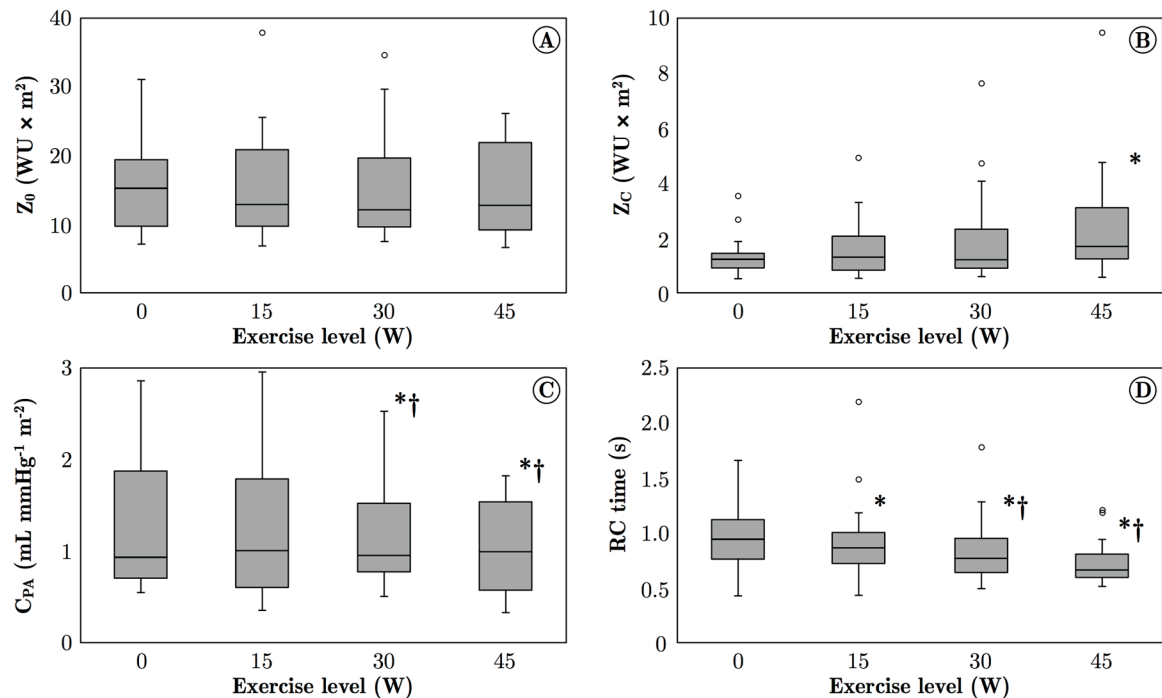 A
Z₀ (WU × m²)
40
30
20
10
0
0 15 30 45
Exercise level (W)
B
Z_C (WU × m²)
10
8
6
4
2
0
*
0 15 30 45
Exercise level (W)
C
C_PA (mL mmHg⁻¹ m⁻²)
3
2
1
0
*†
*†
0 15 30 45
Exercise level (W)
D
RC time (s)
2.5
2.0
1.5
1.0
0.5
0
*
*†
*†
0 15 30 45
Exercise level (W)